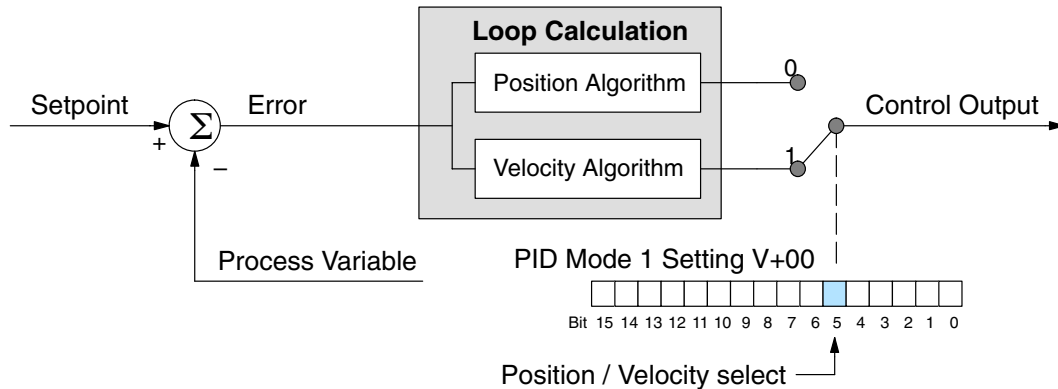 Loop Calculation
Setpoint
Error
Position Algorithm
0
Control Output
Σ
+
−
Velocity Algorithm
1
Process Variable
PID Mode 1 Setting V+00
Bit 15 14 13 12 11 10 9 8 7 6 5 4 3 2 1 0
Position / Velocity select